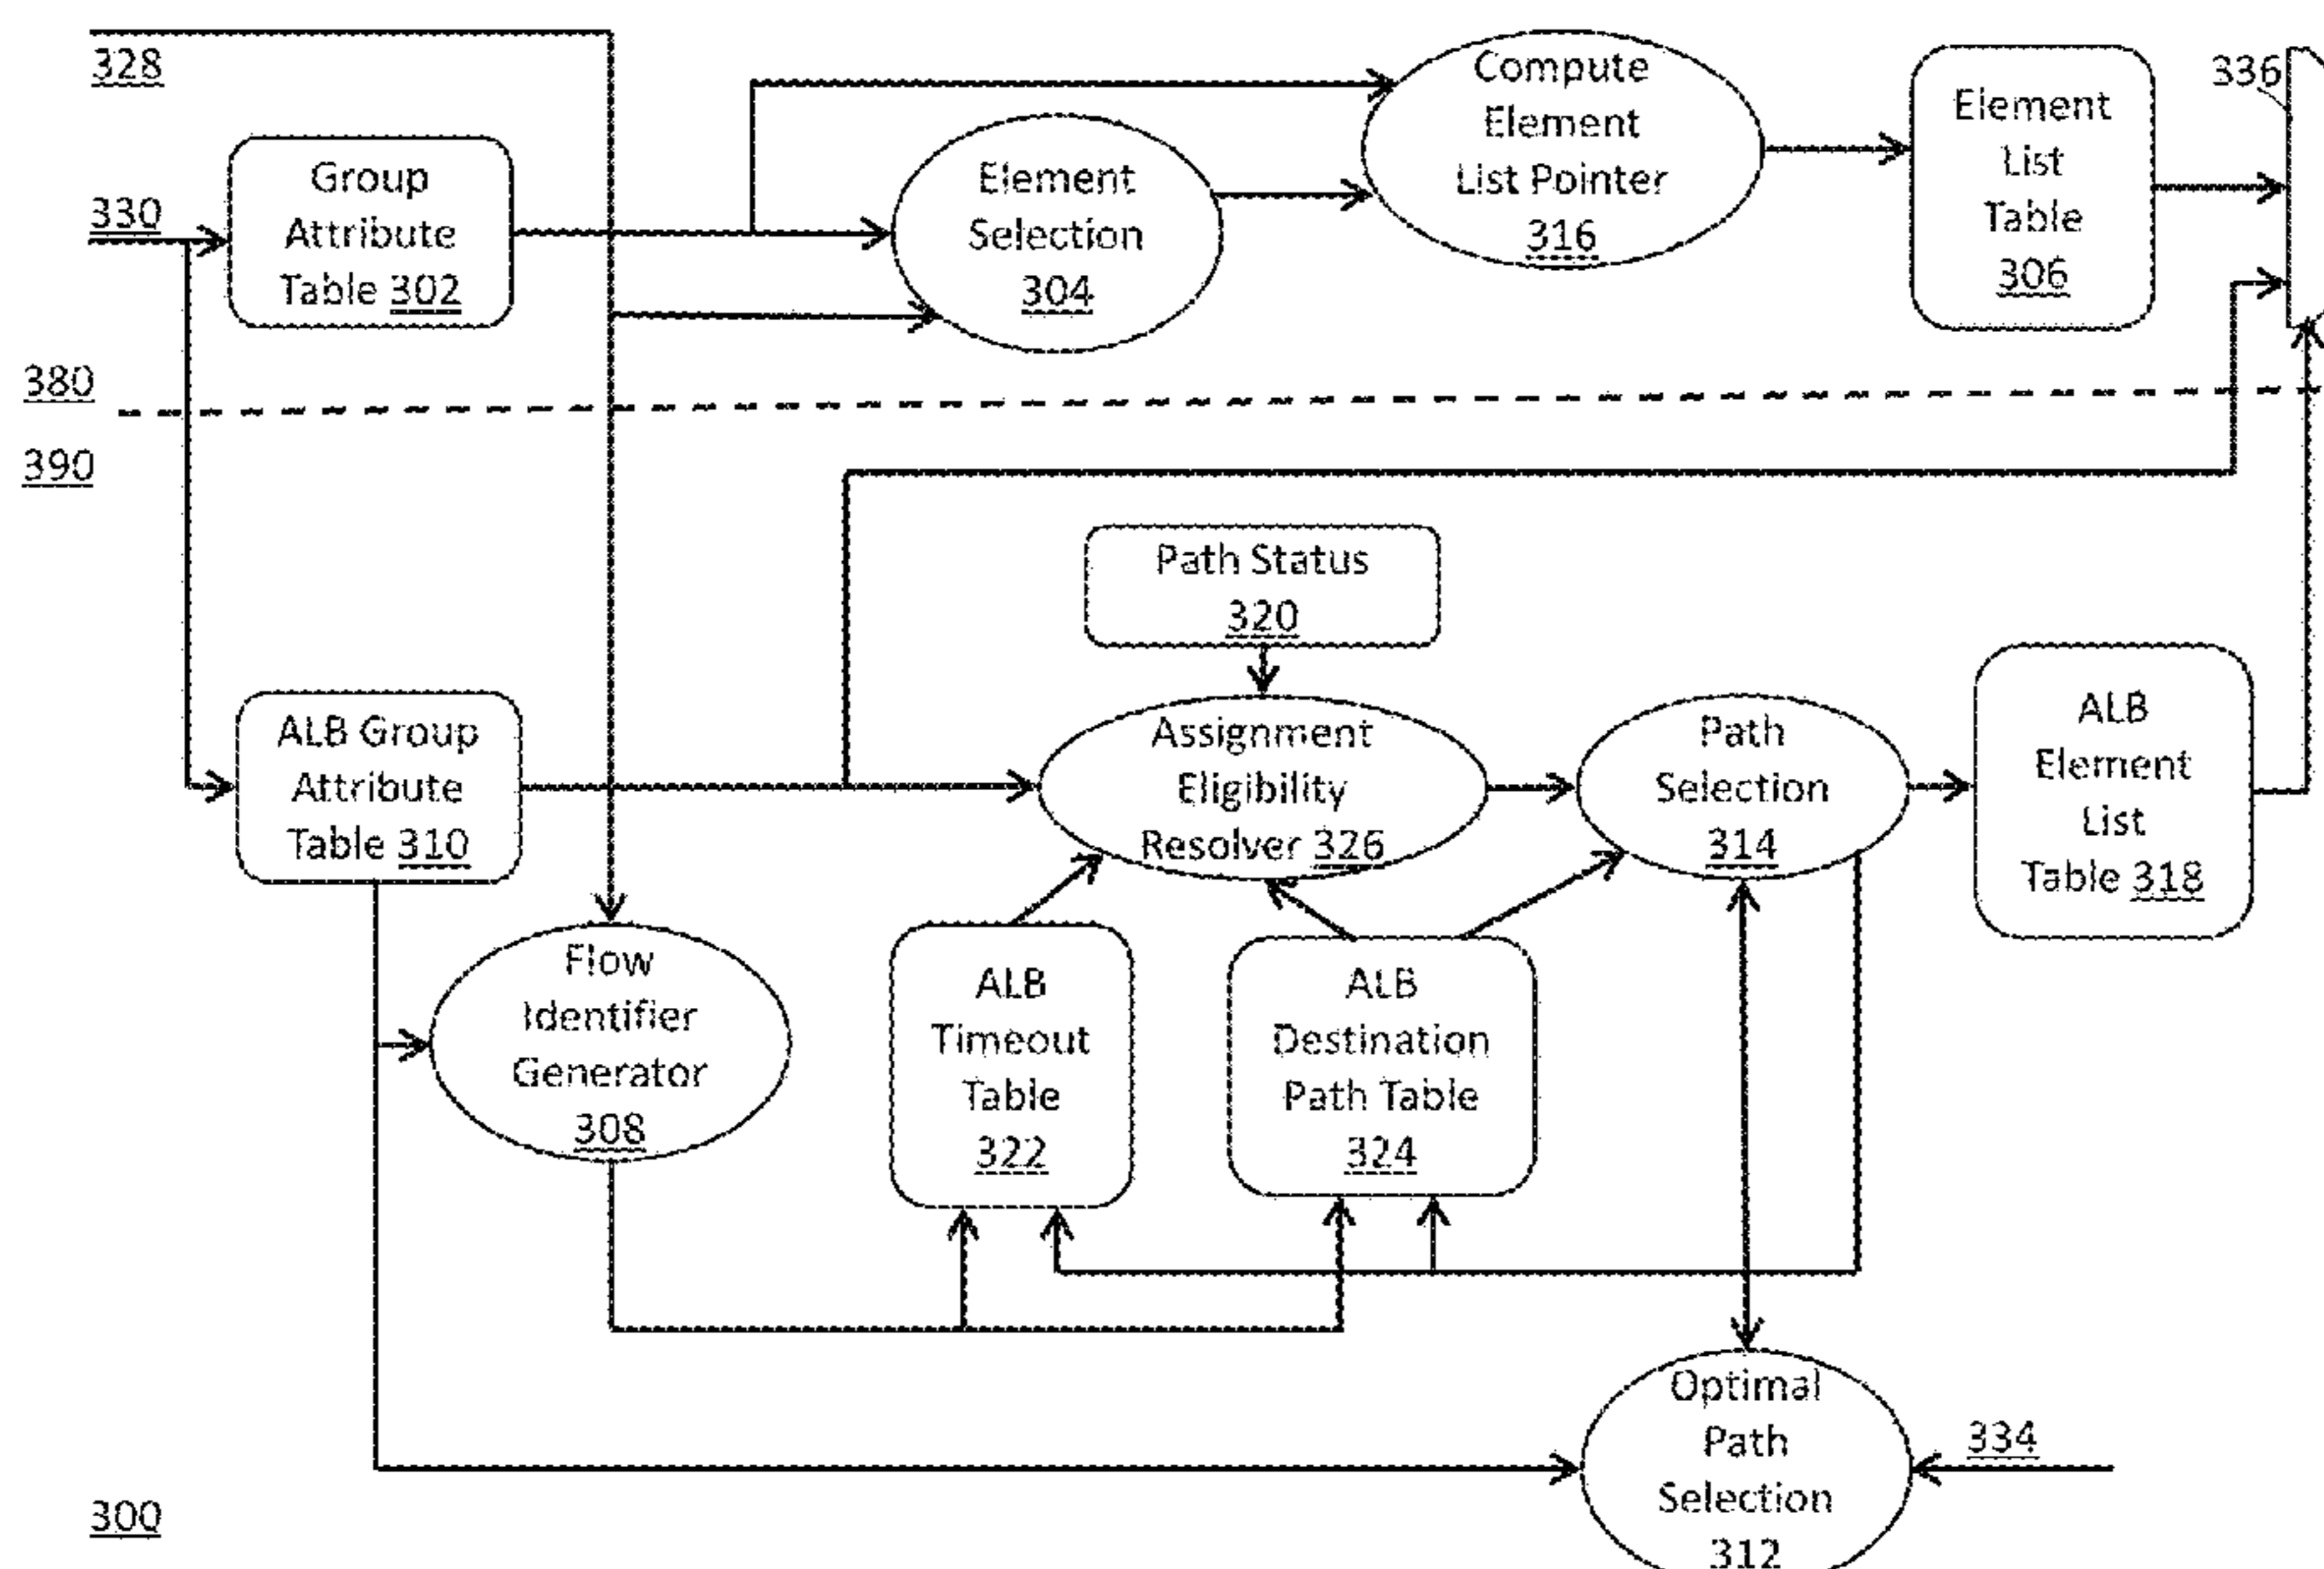 328
330
Group
Attribute
Table 302
Element
Selection
304
Compute
Element
List Pointer
316
Element
List
Table
306
336
380
390
Path Status
320
ALB Group
Attribute
Table 310
Assignment
Eligibility
Resolver 326
Path
Selection
314
ALB
Element
List
Table 318
Flow
Identifier
Generator
308
ALB
Timeout
Table
322
ALB
Destination
Path Table
324
Optimal
Path
Selection
312
334
300